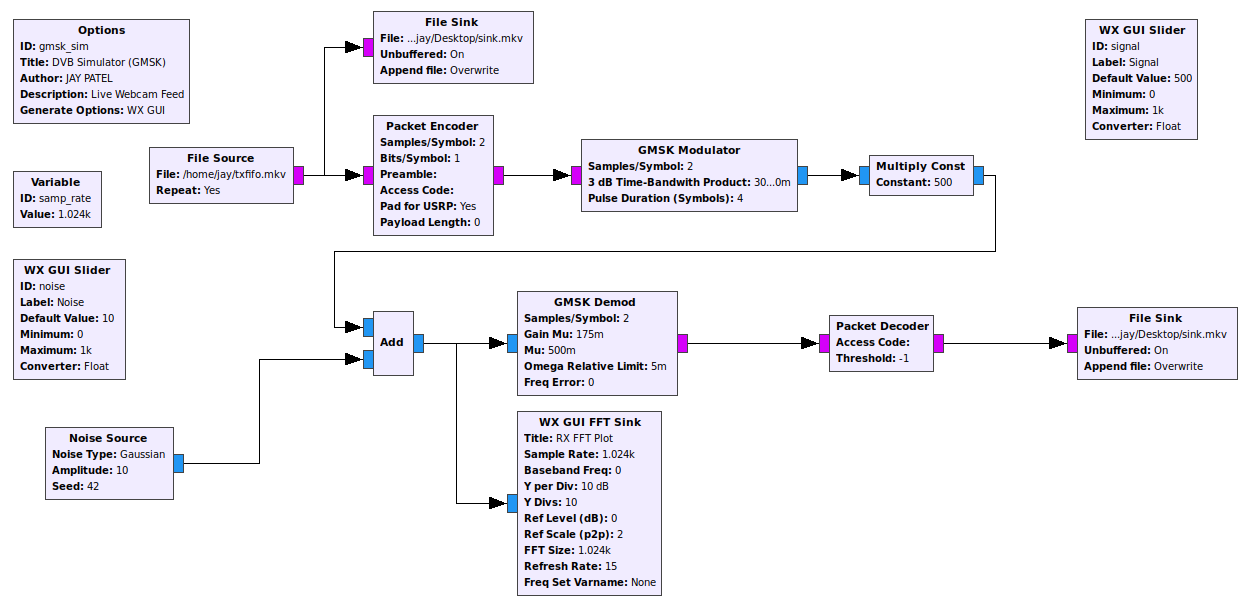 Options
ID: gmsk_sim
Title: DVB Simulator (GMSK)
Author: JAY PATEL
Description: Live Webcam Feed
Generate Options: WX GUI
File Sink
File: ...jay/Desktop/sink.mkv
Unbuffered: On
Append file: Overwrite
WX GUI Slider
ID: signal
Label: Signal
Default Value: 500
Minimum: 0
Maximum: 1k
Converter: Float
Variable
ID: samp_rate
Value: 1.024k
File Source
File: /home/jay/txfifo.mkv
Repeat: Yes
Packet Encoder
Samples/Symbol: 2
Bits/Symbol: 1
Preamble:
Access Code:
Pad for USRP: Yes
Payload Length: 0
GMSK Modulator
Samples/Symbol: 2
3 dB Time-Bandwith Product: 30...0m
Pulse Duration (Symbols): 4
Multiply Const
Constant: 500
WX GUI Slider
ID: noise
Label: Noise
Default Value: 10
Minimum: 0
Maximum: 1k
Converter: Float
Add
GMSK Demod
Samples/Symbol: 2
Gain Mu: 175m
Mu: 500m
Omega Relative Limit: 5m
Freq Error: 0
Packet Decoder
Access Code:
Threshold: -1
File Sink
File: ...jay/Desktop/sink.mkv
Unbuffered: On
Append file: Overwrite
Noise Source
Noise Type: Gaussian
Amplitude: 10
Seed: 42
WX GUI FFT Sink
Title: RX FFT Plot
Sample Rate: 1.024k
Baseband Freq: 0
Y per Div: 10 dB
Y Divs: 10
Ref Level (dB): 0
Ref Scale (p2p): 2
FFT Size: 1.024k
Refresh Rate: 15
Freq Set Varname: None